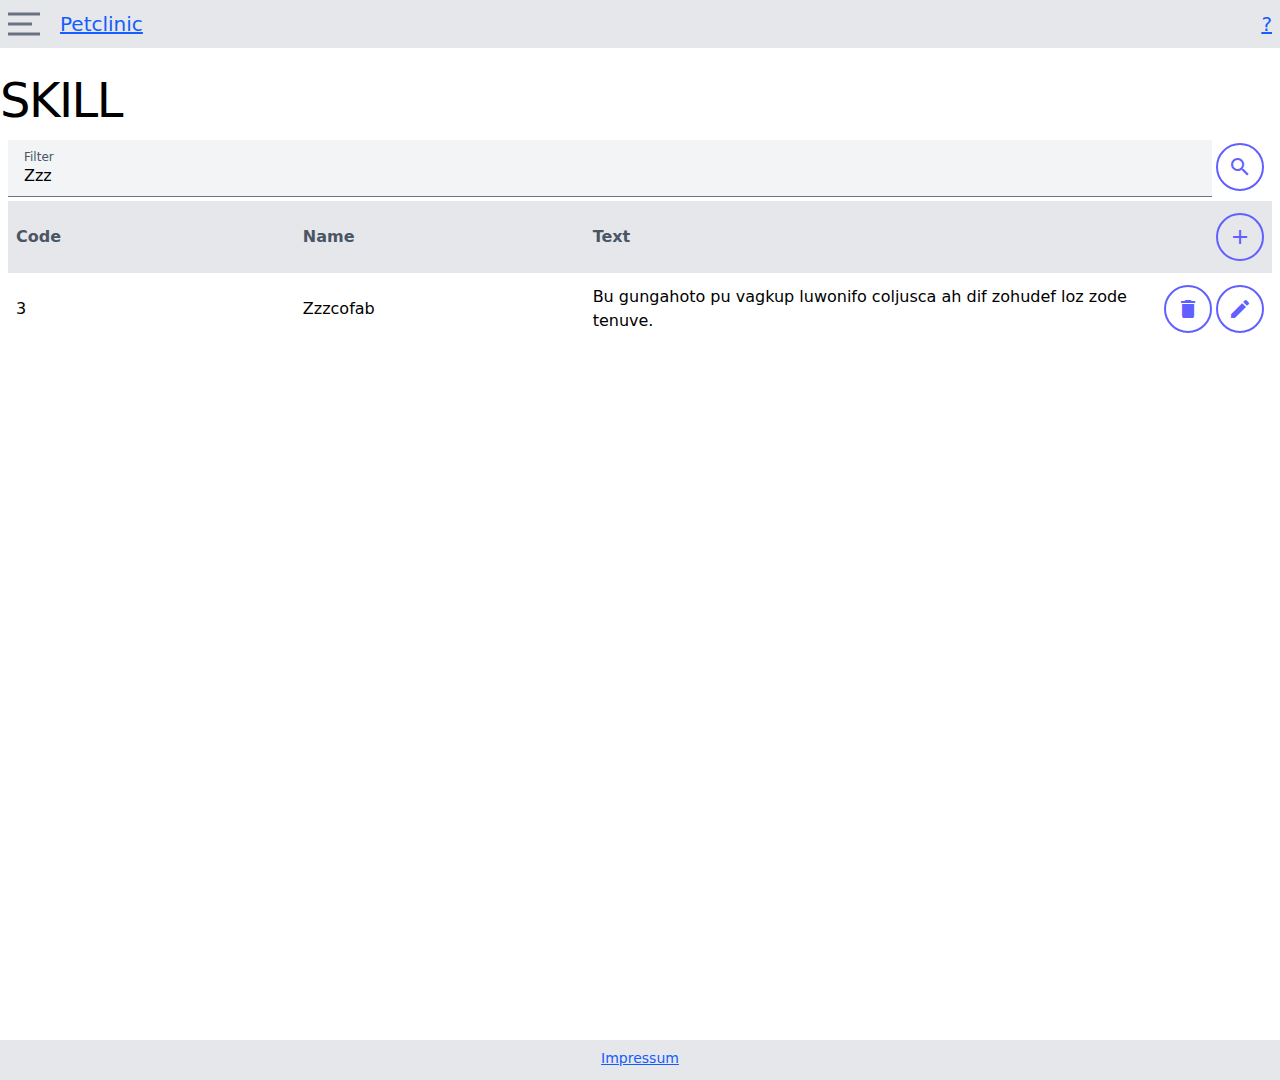 Petclinic
?
SKILL
Filter
Zzz
Code Name Text
3 Zzzcofab Bu gungahoto pu vagkup luwonifo coljusca ah dif zohudef loz zode
tenuve.
Impressum